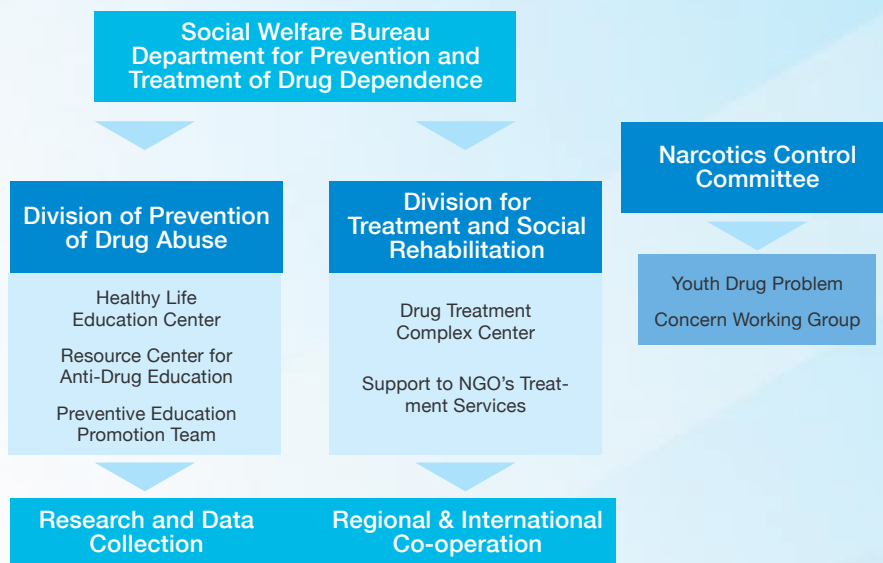 Social Welfare Bureau
Department for Prevention and
Treatment of Drug Dependence
Division of Prevention
of Drug Abuse
Healthy Life
Education Center
Resource Center for
Anti-Drug Education
Preventive Education
Promotion Team
Division for
Treatment and Social
Rehabilitation
Drug Treatment
Complex Center
Support to NGO's Treat-
ment Services
Narcotics Control
Committee
Youth Drug Problem
Concern Working Group
Research and Data
Collection
Regional & International
Co-operation